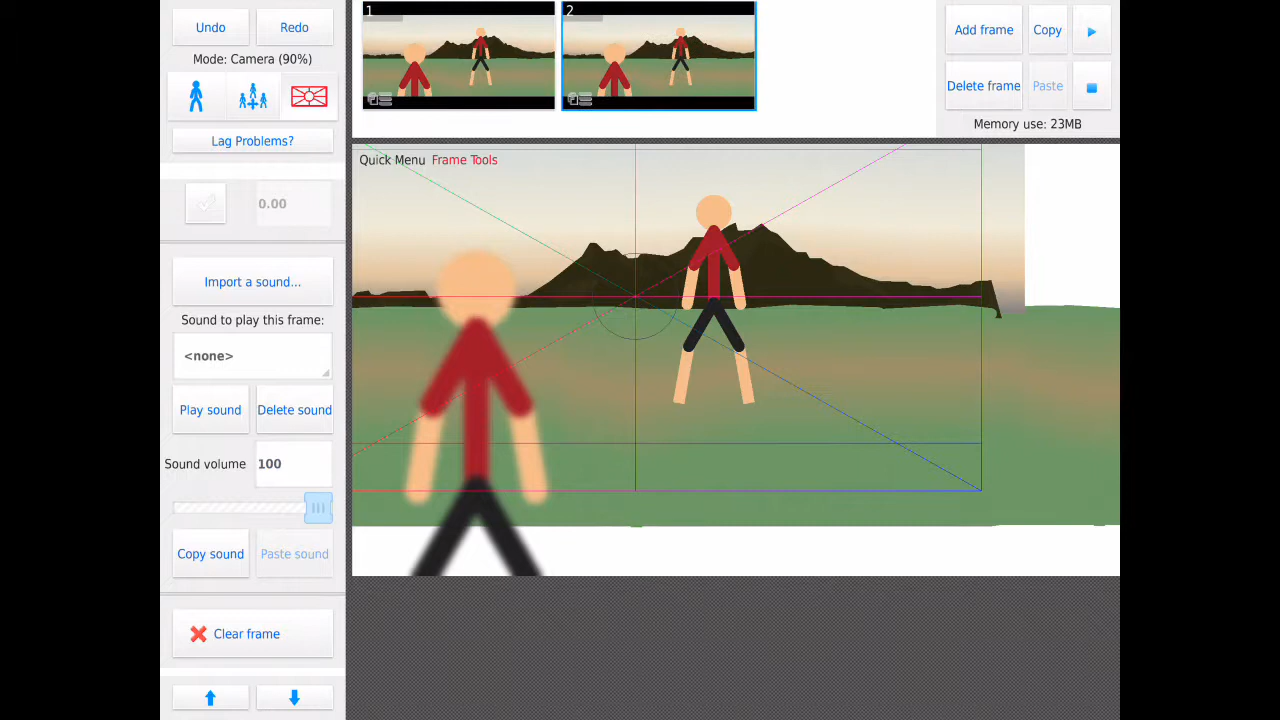 Undo
Redo
Mode: Camera (90%)
Lag Problems?
0.00
Import a sound...
Sound to play this frame:
<none>
Play sound
Delete sound
Sound volume
100
Copy sound
Paste sound
Clear frame
1
2
Add frame
Copy
Delete frame
Paste
Memory use: 23MB
Quick Menu
Frame Tools